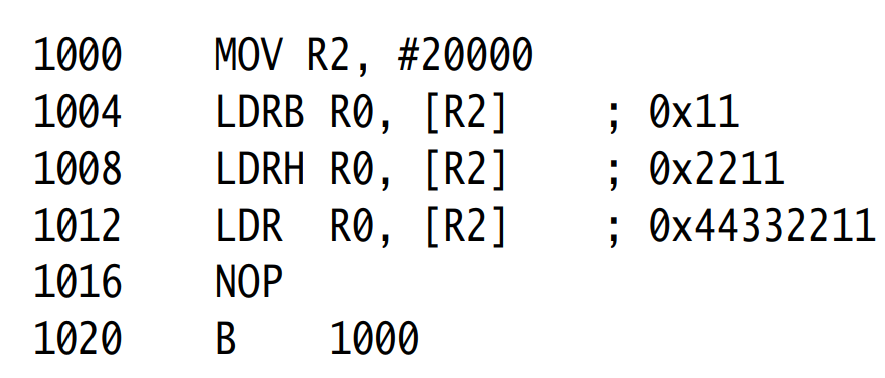 1000 MOV R2, #20000
1004 LDRB R0, [R2] ; 0x11
1008 LDRH R0, [R2] ; 0x2211
1012 LDR R0, [R2] ; 0x44332211
1016 NOP
1020 B 1000